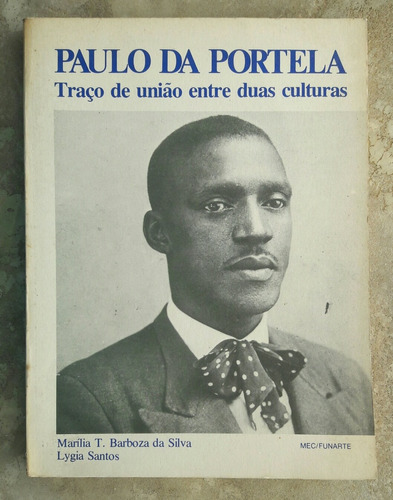 PAULO DA PORTELA
Traço de união entre duas culturas
Marília T. Barboza da Silva
Lygia Santos
MEC/FUNARTE